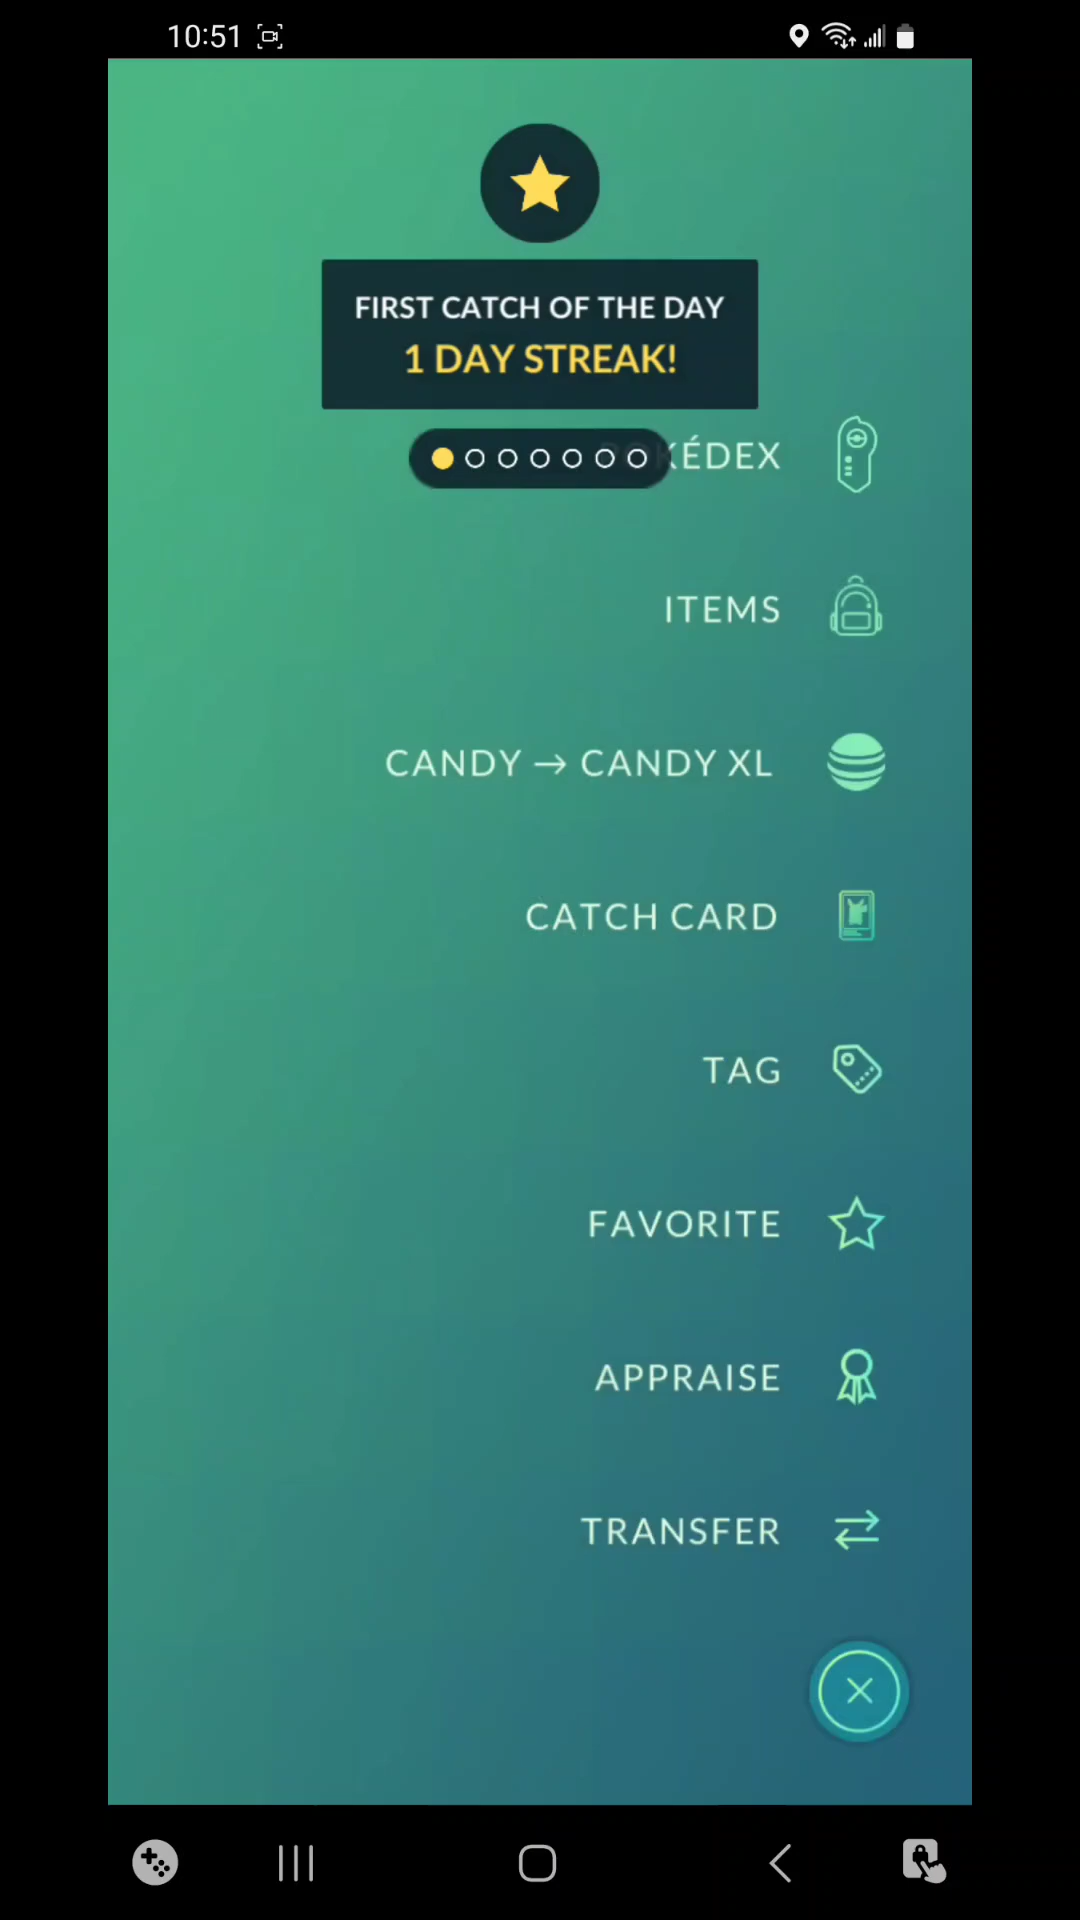 10:51
FIRST CATCH OF THE DAY
1 DAY STREAK!
POKÉDEX
ITEMS
CANDY → CANDY XL
CATCH CARD
TAG
FAVORITE
APPRAISE
TRANSFER